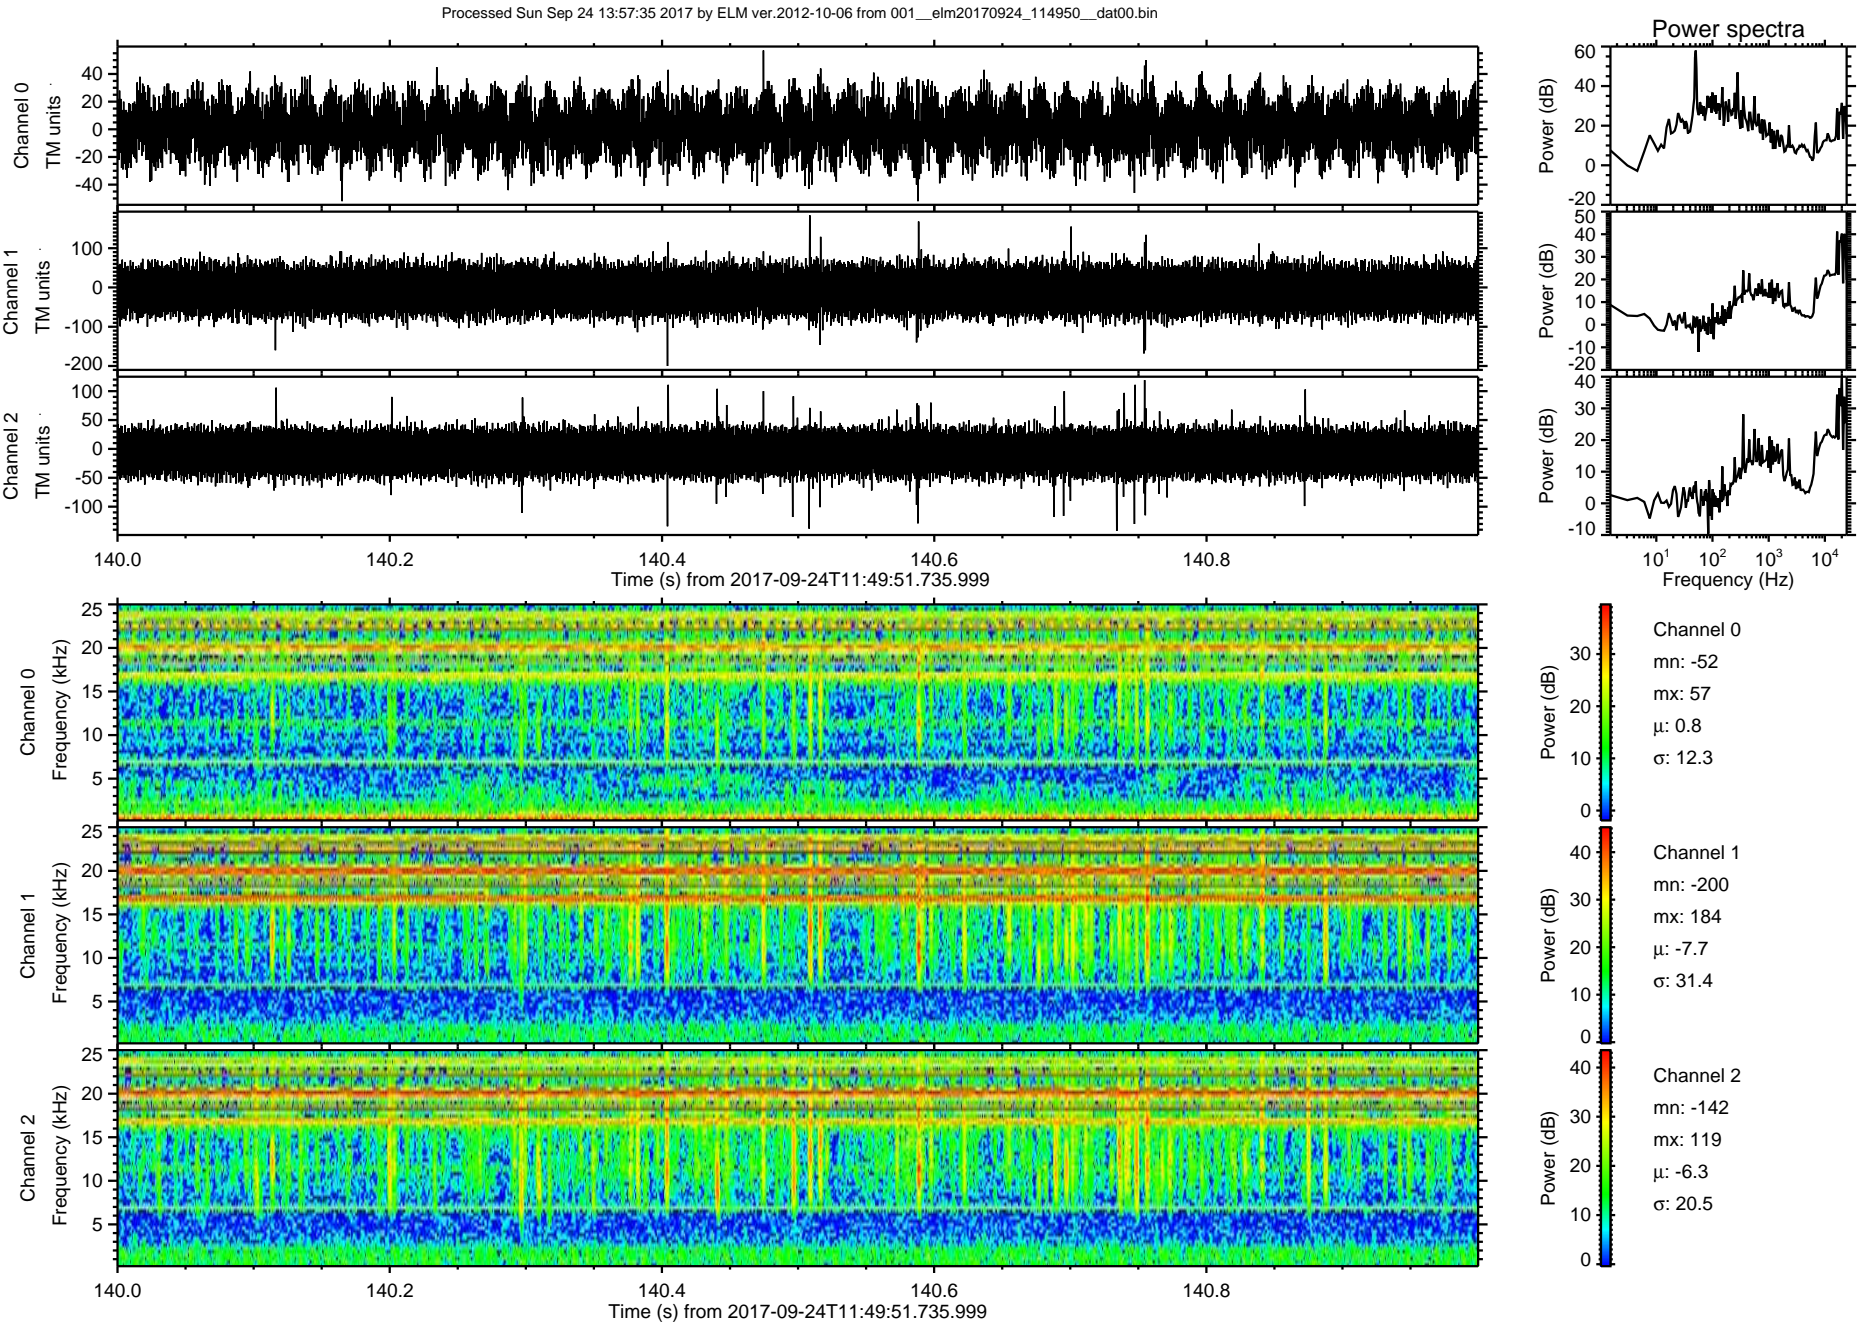 Processed Sun Sep 24 13:57:35 2017 by ELM ver.2012-10-06 from 001__elm20170924_114950__dat00.bin
Power spectra
Channel 0
TM units
40
20
0
-20
-40
Power (dB)
60
40
20
0
-20
Channel 1
TM units
100
0
-100
-200
Power (dB)
50
40
30
20
10
0
-10
-20
Channel 2
TM units
100
50
0
-50
-100
Power (dB)
40
30
20
10
0
-10
140.0 140.2 140.4 140.6 140.8
Time (s) from 2017-09-24T11:49:51.735.999
10^1 10^2 10^3 10^4
Frequency (Hz)
Channel 0
Frequency (kHz)
25
20
15
10
5
Power (dB)
30
20
10
0
Channel 0
mn: -52
mx: 57
μ: 0.8
σ: 12.3
Channel 1
Frequency (kHz)
25
20
15
10
5
Power (dB)
40
30
20
10
0
Channel 1
mn: -200
mx: 184
μ: -7.7
σ: 31.4
Channel 2
Frequency (kHz)
25
20
15
10
5
Power (dB)
40
30
20
10
0
Channel 2
mn: -142
mx: 119
μ: -6.3
σ: 20.5
140.0 140.2 140.4 140.6 140.8
Time (s) from 2017-09-24T11:49:51.735.999